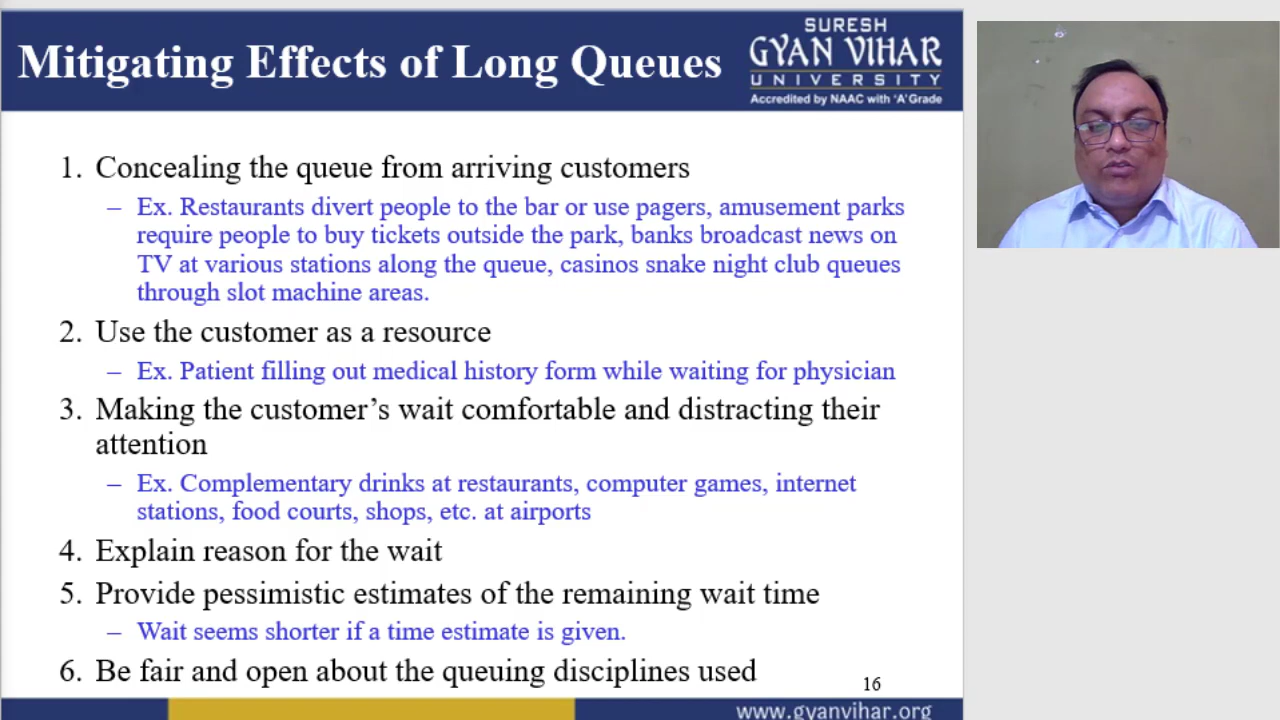 Mitigating Effects of Long Queues
SURESH
GYAN VIHAR
UNIVERSITY
Accredited by NAAC with 'A' Grade
1. Concealing the queue from arriving customers
– Ex. Restaurants divert people to the bar or use pagers, amusement parks
require people to buy tickets outside the park, banks broadcast news on
TV at various stations along the queue, casinos snake night club queues
through slot machine areas.
2. Use the customer as a resource
– Ex. Patient filling out medical history form while waiting for physician
3. Making the customer's wait comfortable and distracting their
attention
– Ex. Complementary drinks at restaurants, computer games, internet
stations, food courts, shops, etc. at airports
4. Explain reason for the wait
5. Provide pessimistic estimates of the remaining wait time
– Wait seems shorter if a time estimate is given.
6. Be fair and open about the queuing disciplines used
16
www.gyanvihar.org